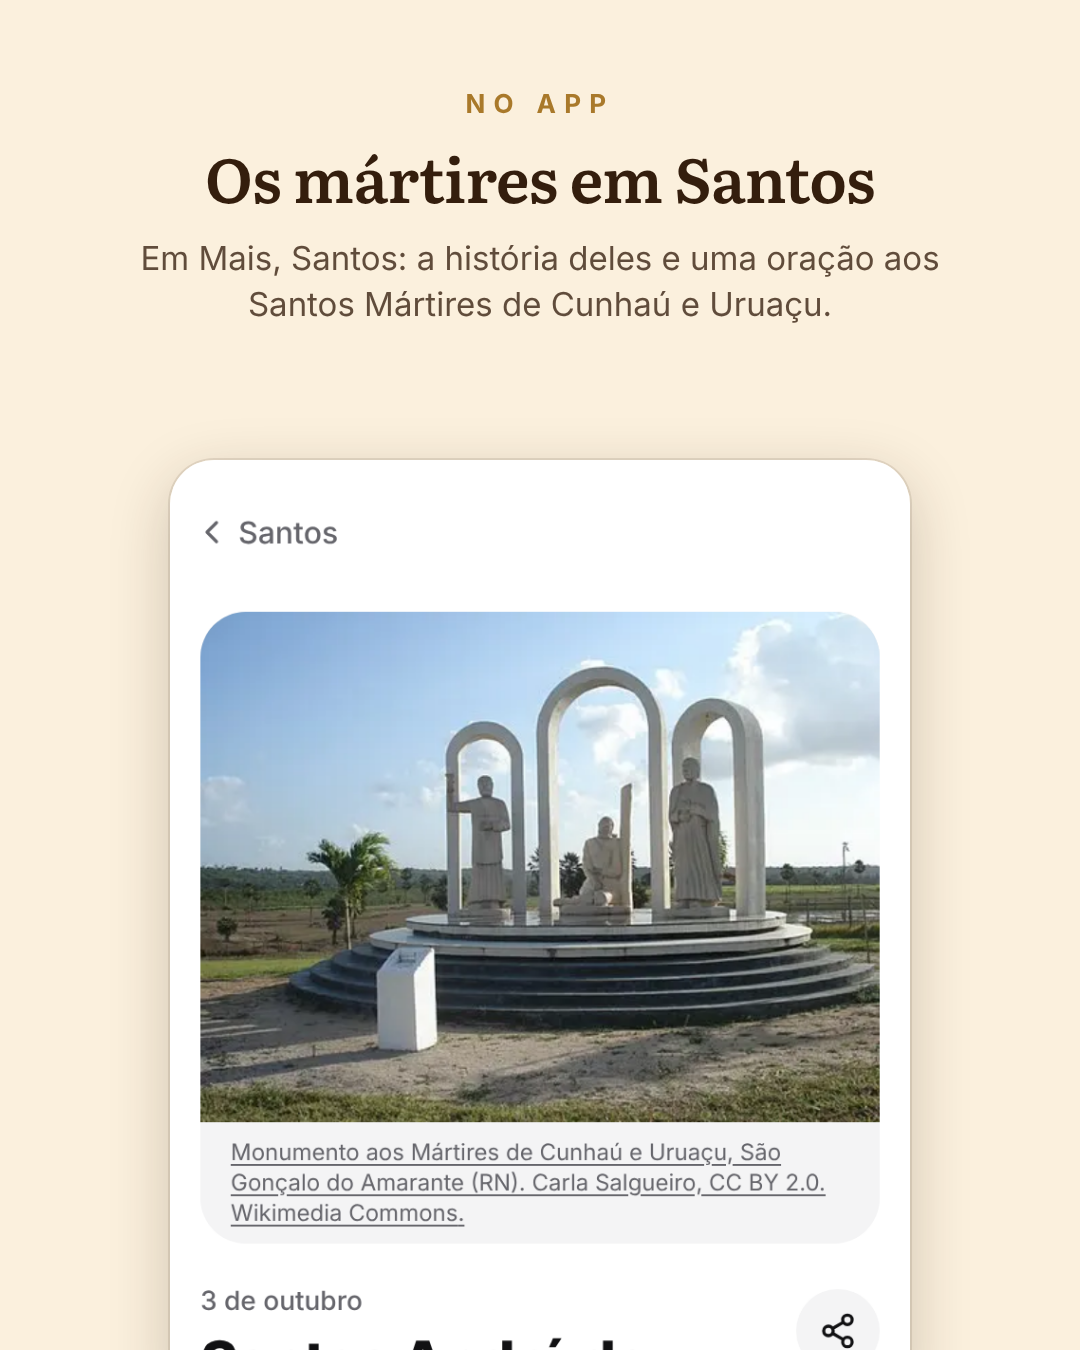 NO APP
Os mártires em Santos
Em Mais, Santos: a história deles e uma oração aos
Santos Mártires de Cunhaú e Uruaçu.
Santos
Monumento aos Mártires de Cunhaú e Uruaçu, São
Gonçalo do Amarante (RN). Carla Salgueiro, CC BY 2.0.
Wikimedia Commons.
3 de outubro